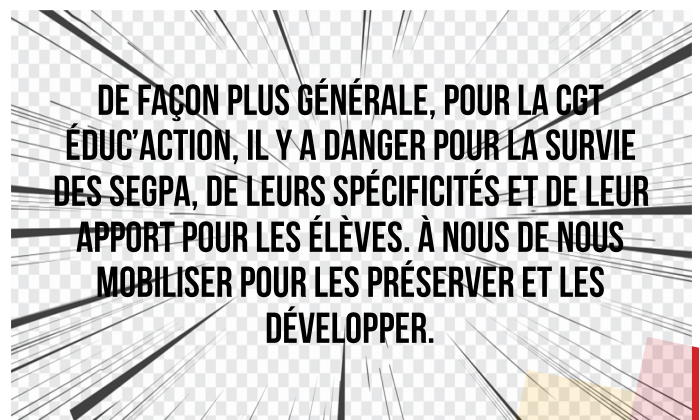 DE FAÇON PLUS GÉNÉRALE, POUR LA CGT
ÉDUC'ACTION, IL Y A DANGER POUR LA SURVIE
DES SEGPA, DE LEURS SPÉCIFICITÉS ET DE LEUR
APPORT POUR LES ÉLÈVES. À NOUS DE NOUS
MOBILISER POUR LES PRÉSERVER ET LES
DÉVELOPPER.